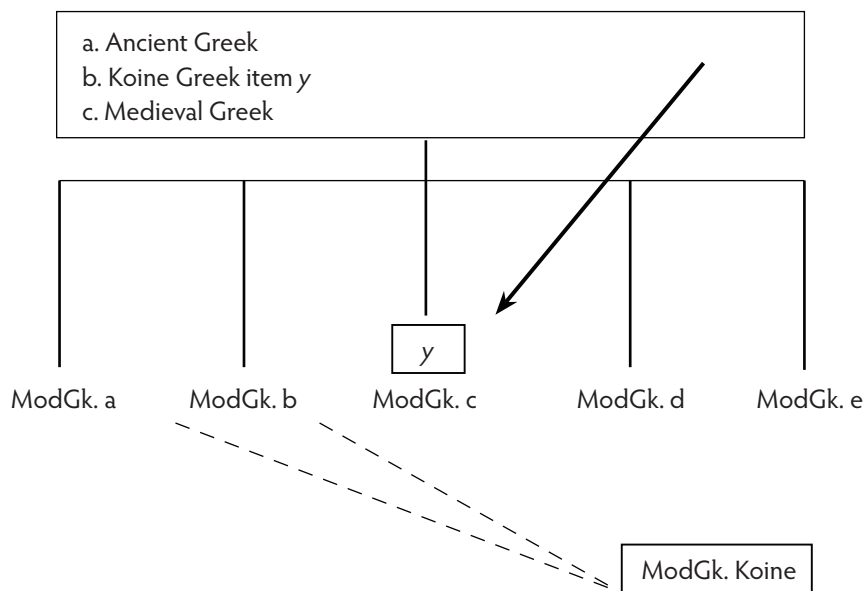 a. Ancient Greek
b. Koine Greek item y
c. Medieval Greek
y
ModGk. a ModGk. b ModGk. c ModGk. d ModGk. e
ModGk. Koine